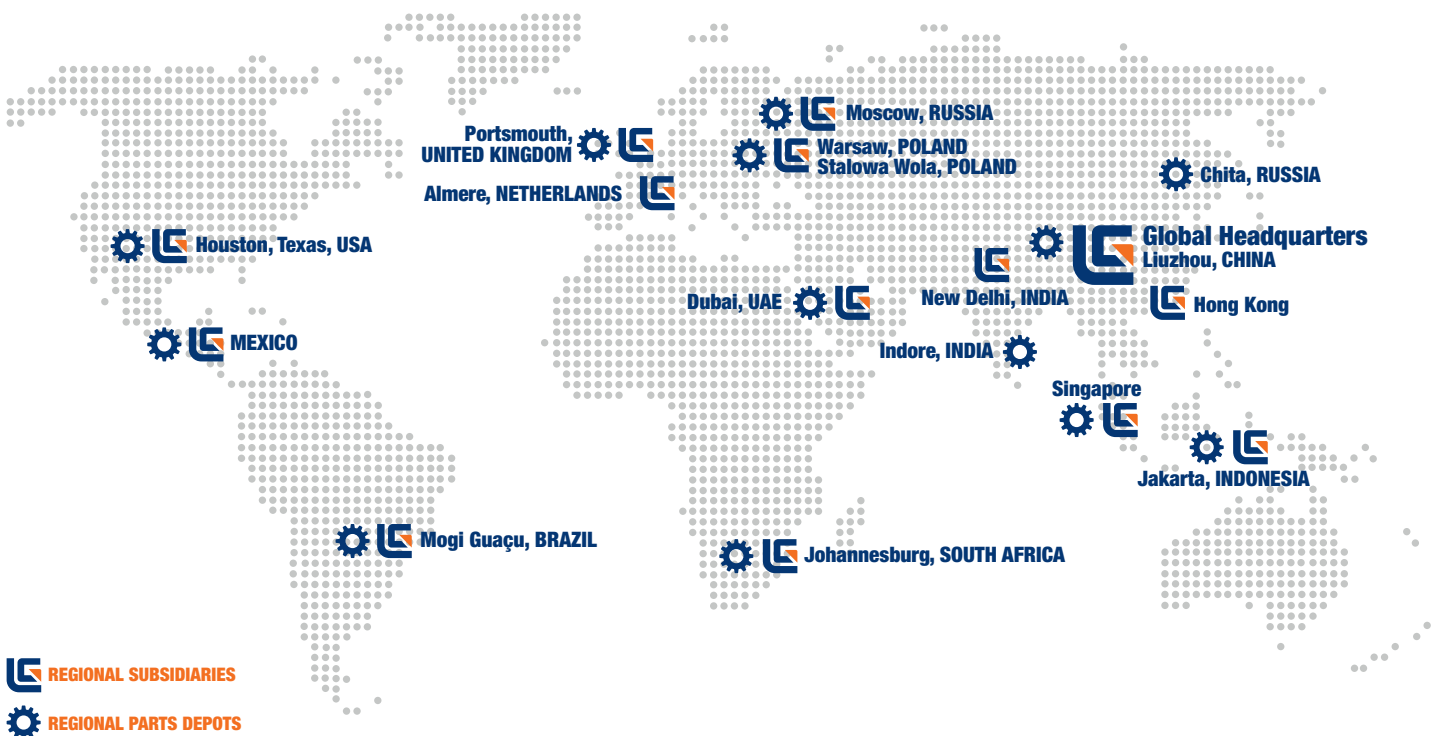 Moscow, RUSSIA
Portsmouth,
UNITED KINGDOM
Warsaw, POLAND
Stalowa Wola, POLAND
Chita, RUSSIA
Almere, NETHERLANDS
Houston, Texas, USA
Global Headquarters
Liuzhou, CHINA
New Delhi, INDIA
Dubai, UAE
Hong Kong
MEXICO
Indore, INDIA
Singapore
Jakarta, INDONESIA
Mogi Guaçu, BRAZIL
Johannesburg, SOUTH AFRICA
REGIONAL SUBSIDIARIES
REGIONAL PARTS DEPOTS